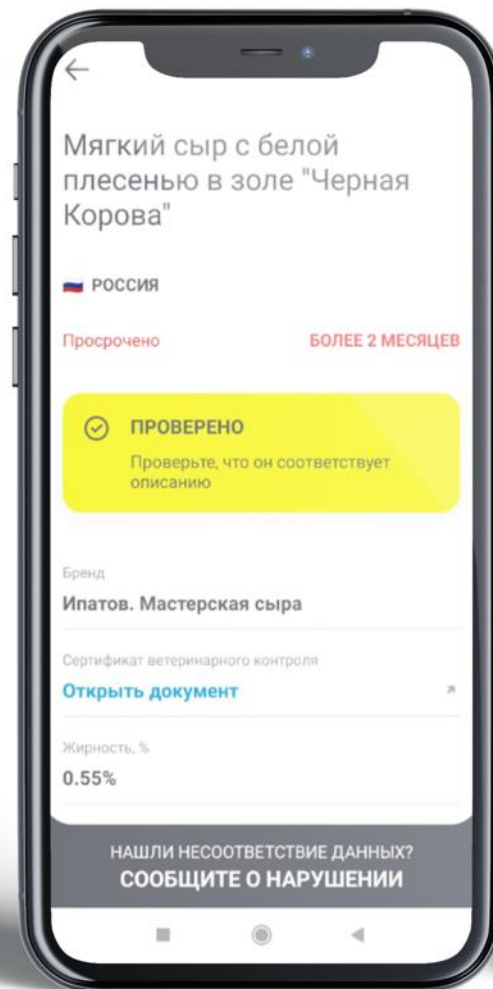 Мягкий сыр с белой
плесенью в золе "Черная
Корова"
РОССИЯ
Просрочено БОЛЕЕ 2 МЕСЯЦЕВ
ПРОВЕРЕНО
Проверьте, что он соответствует
описанию
Бренд
Ипатов. Мастерская сыра
Сертификат ветеринарного контроля
Открыть документ
Жирность, %
0.55%
НАШЛИ НЕСООТВЕТСТВИЕ ДАННЫХ?
СООБЩИТЕ О НАРУШЕНИИ